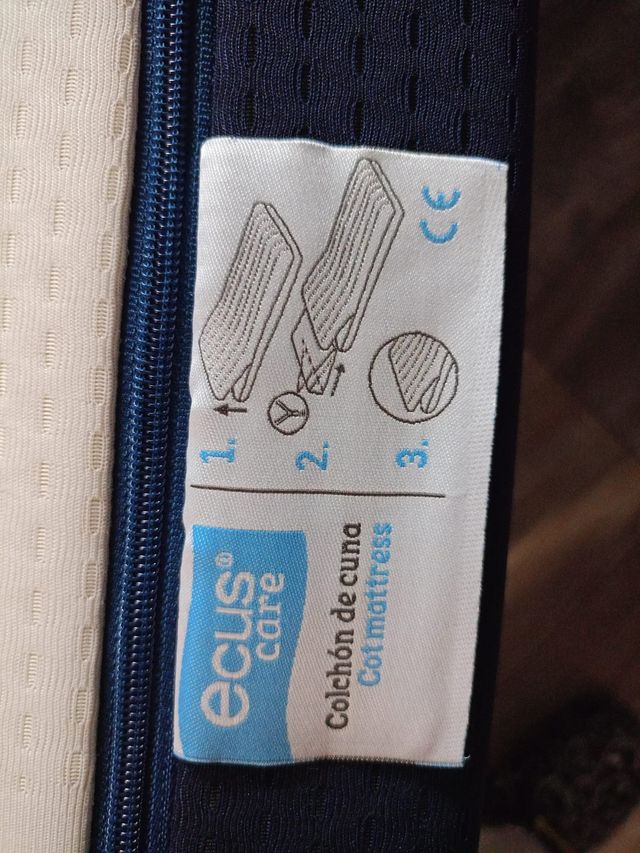 ecus®
care
Colchón de cuna
Cot mattress
1.
2.
3.
CE